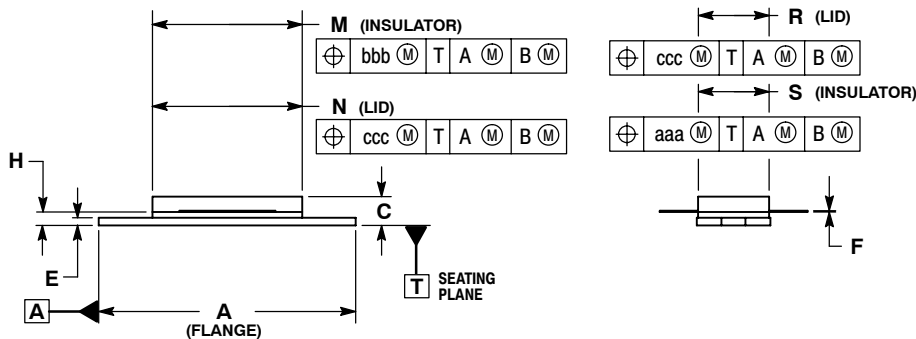 M (INSULATOR)
⌖ bbb Ⓜ T A Ⓜ B Ⓜ
N (LID)
⌖ ccc Ⓜ T A Ⓜ B Ⓜ
R (LID)
⌖ ccc Ⓜ T A Ⓜ B Ⓜ
S (INSULATOR)
⌖ aaa Ⓜ T A Ⓜ B Ⓜ
H
C
E
F
T SEATING
PLANE
A
A
(FLANGE)